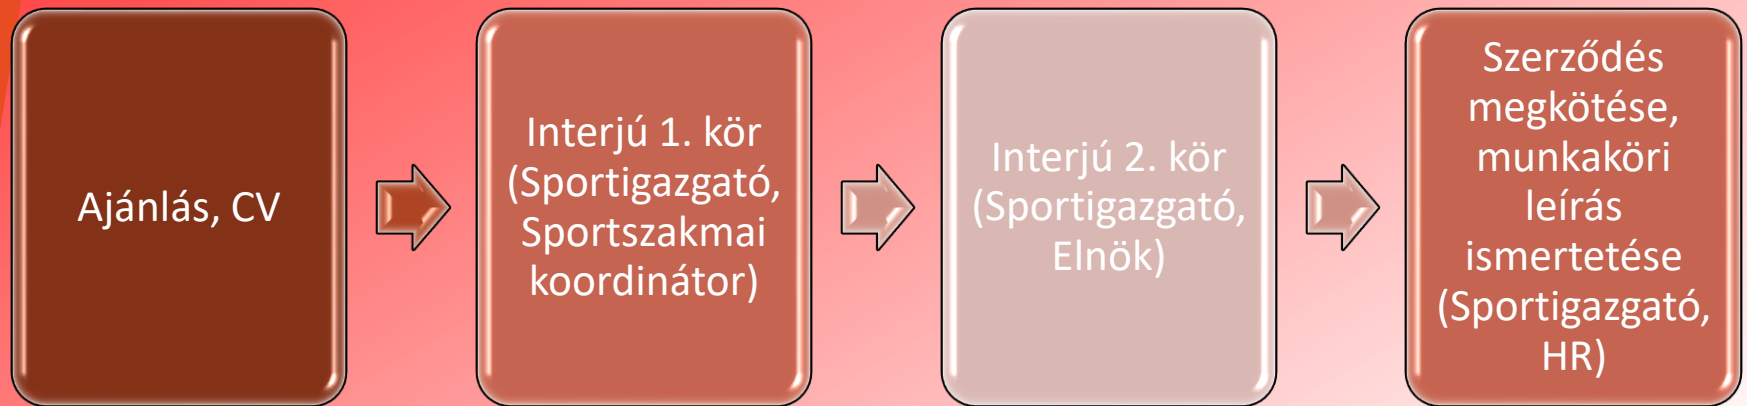 Ajánlás, CV
Interjú 1. kör
(Sportigazgató,
Sportszakmai
koordinátor)
Interjú 2. kör
(Sportigazgató,
Elnök)
Szerződés
megkötése,
munkaköri
leírás
ismertetése
(Sportigazgató,
HR)